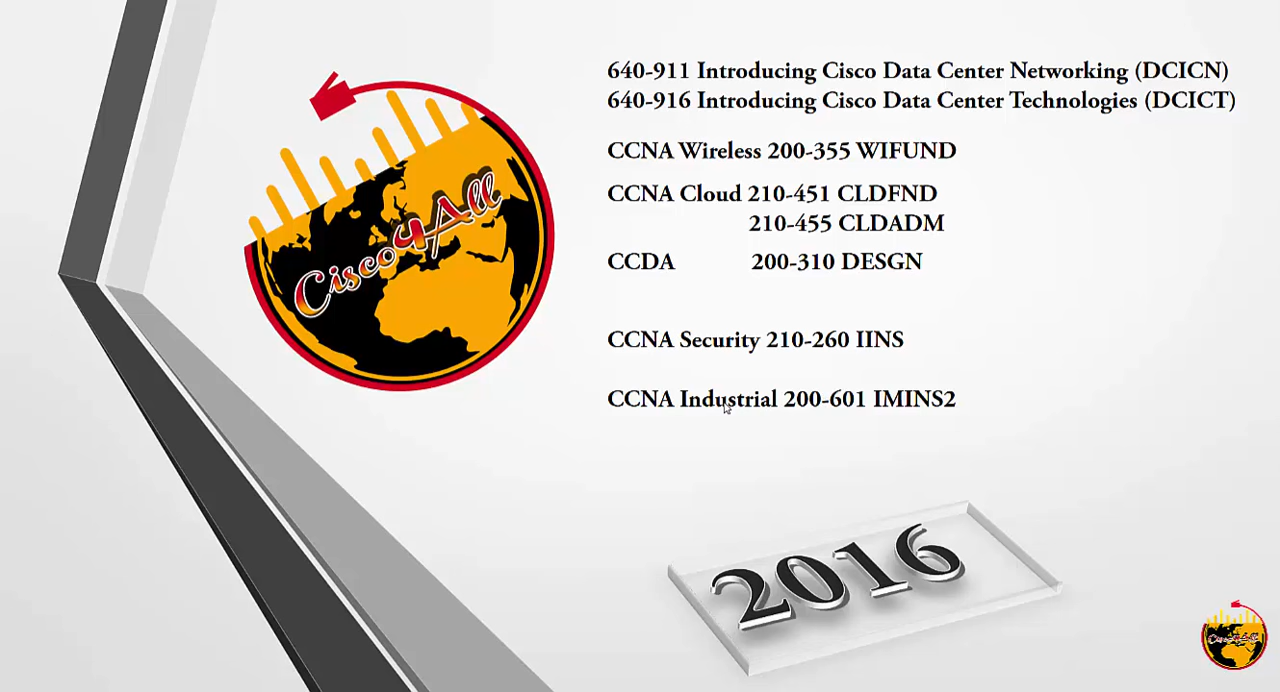 640-911 Introducing Cisco Data Center Networking (DCICN)
640-916 Introducing Cisco Data Center Technologies (DCICT)
CCNA Wireless 200-355 WIFUND
CCNA Cloud 210-451 CLDFND
210-455 CLDADM
CCDA 200-310 DESGN
CCNA Security 210-260 IINS
CCNA Industrial 200-601 IMINS2
Cisco4All
2016
Cisco4All